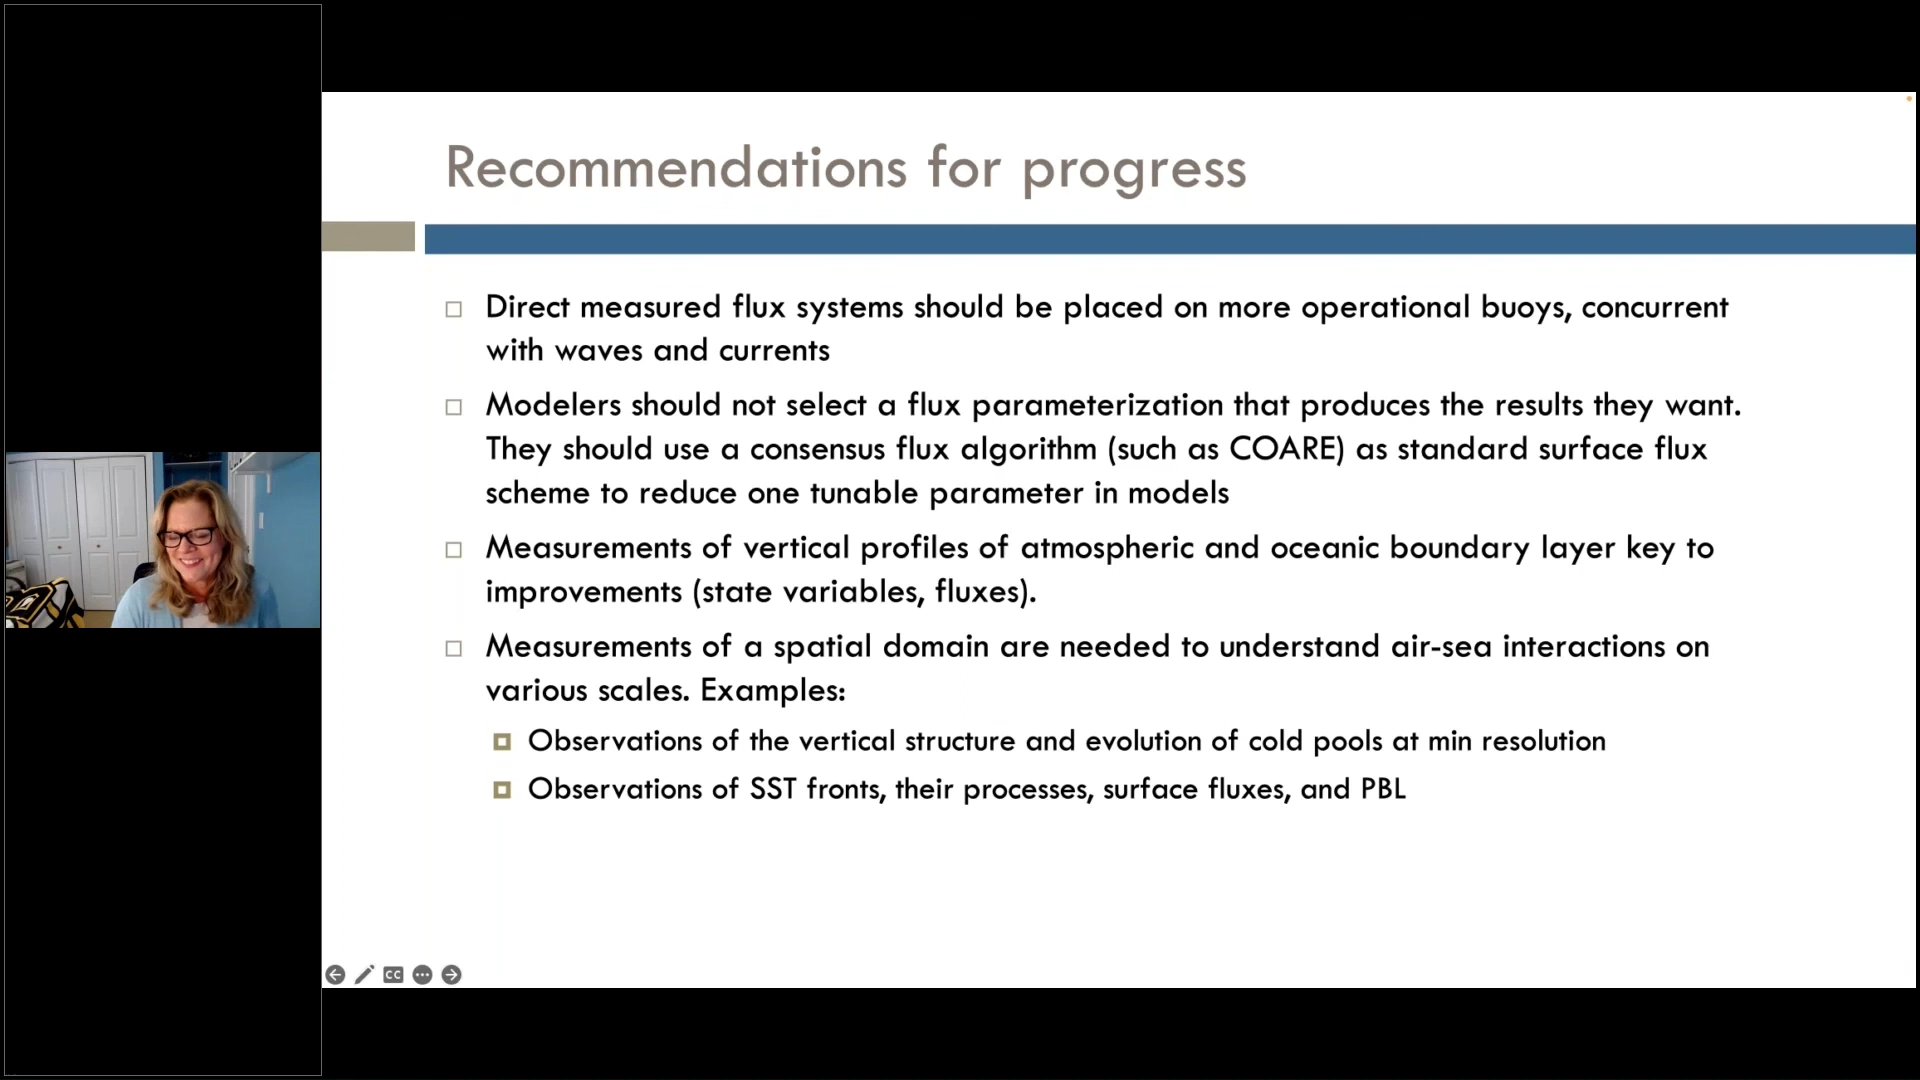 Recommendations for progress
Direct measured flux systems should be placed on more operational buoys, concurrent
with waves and currents
Modelers should not select a flux parameterization that produces the results they want.
They should use a consensus flux algorithm (such as COARE) as standard surface flux
scheme to reduce one tunable parameter in models
Measurements of vertical profiles of atmospheric and oceanic boundary layer key to
improvements (state variables, fluxes).
Measurements of a spatial domain are needed to understand air-sea interactions on
various scales. Examples:
Observations of the vertical structure and evolution of cold pools at min resolution
Observations of SST fronts, their processes, surface fluxes, and PBL
CC